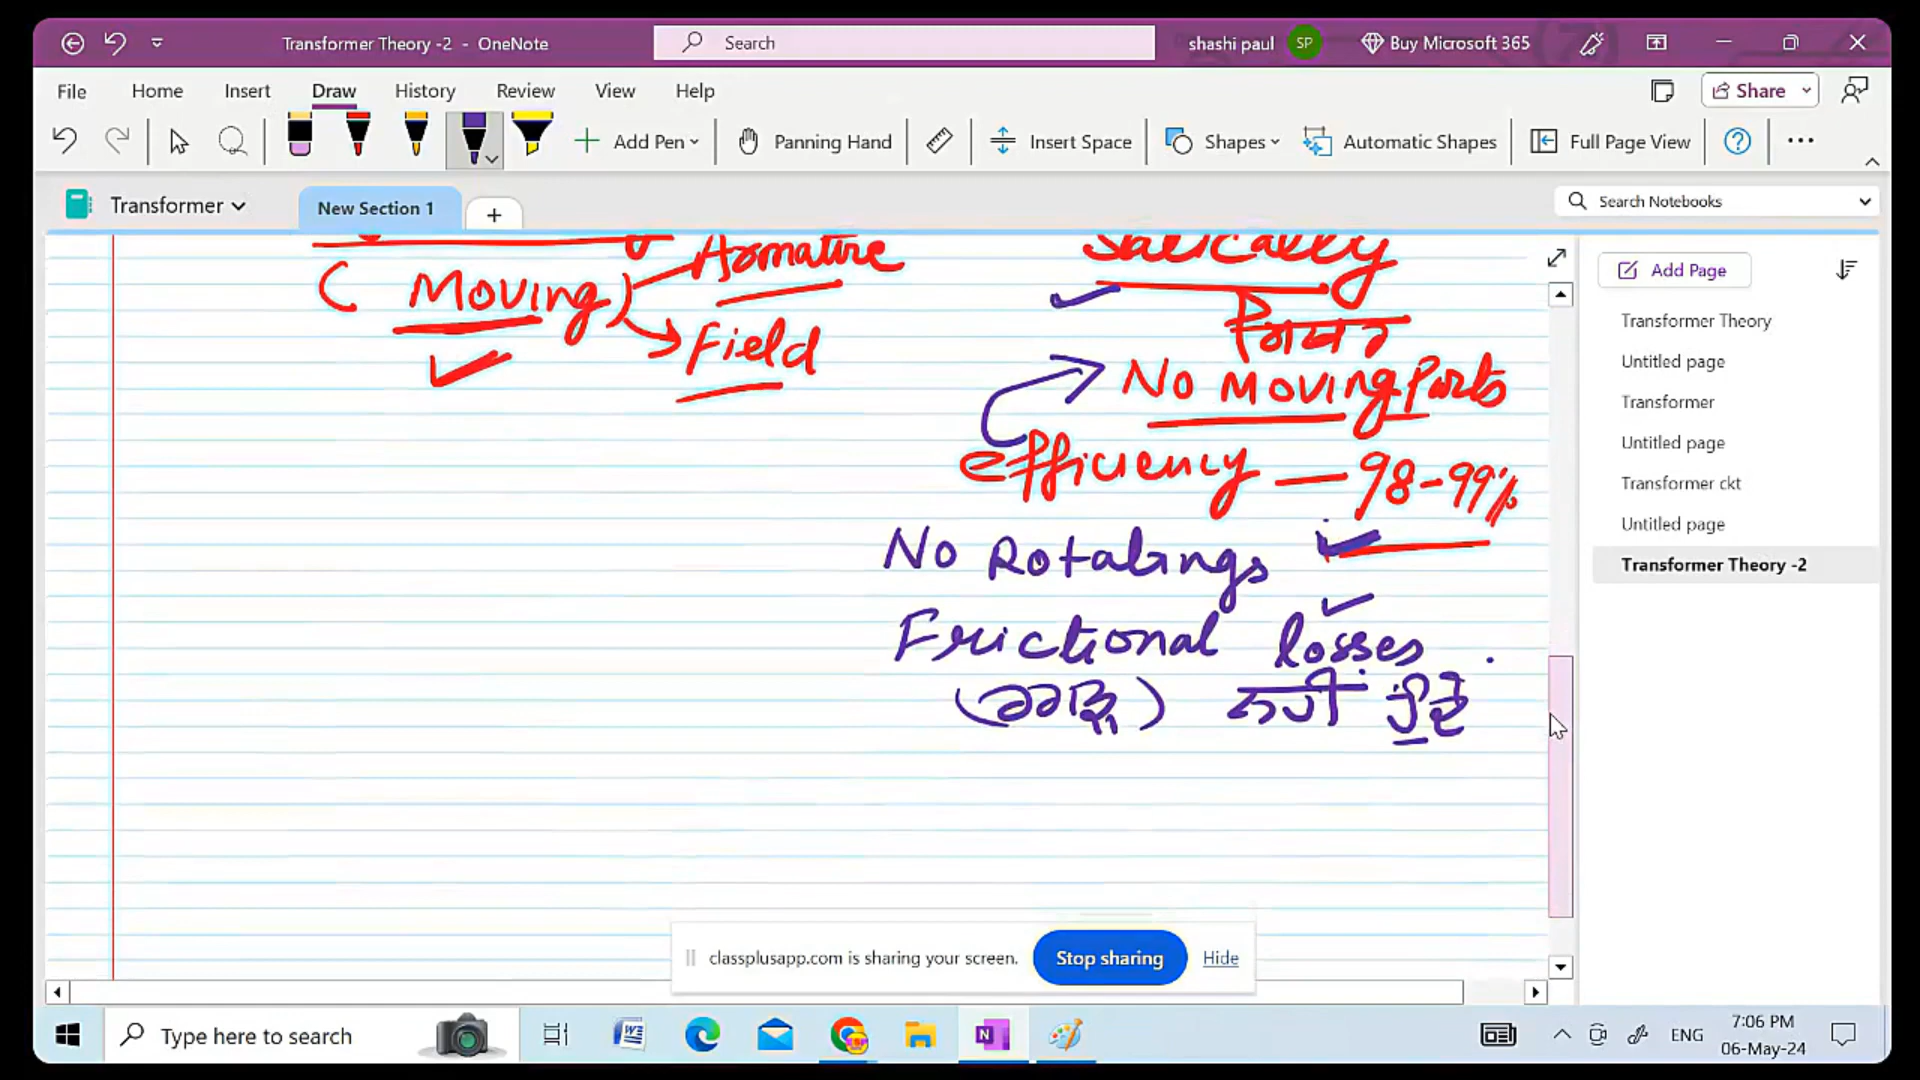 Transformer Theory -2 - OneNote
Search
shashi paul
SP
Buy Microsoft 365
File
Home
Insert
Draw
History
Review
View
Help
Share
Add Pen
Panning Hand
Insert Space
Shapes
Automatic Shapes
Full Page View
Transformer
New Section 1
Search Notebooks
Armature
( Moving )
Field
No Moving Parts
efficiency — 98-99%
No Rotatings
Frictional losses
Add Page
Transformer Theory
Untitled page
Transformer
Untitled page
Transformer ckt
Untitled page
Transformer Theory -2
classplusapp.com is sharing your screen.
Stop sharing
Hide
Type here to search
ENG
7:06 PM
06-May-24